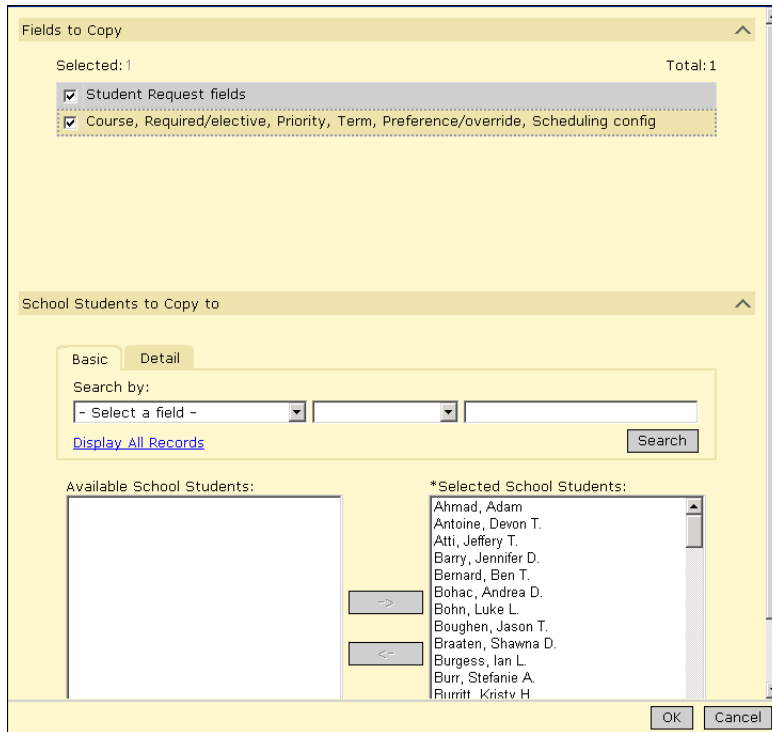 Fields to Copy
Selected: 1 Total: 1
Student Request fields
Course, Required/elective, Priority, Term, Preference/override, Scheduling config
School Students to Copy to
Basic Detail
Search by:
- Select a field -
Display All Records Search
Available School Students: *Selected School Students:
Ahmad, Adam
Antoine, Devon T.
Atti, Jeffery T.
Barry, Jennifer D.
Bernard, Ben T.
Bohac, Andrea D.
-> Bohn, Luke L.
Boughen, Jason T.
Braaten, Shawna D.
<- Burgess, Ian L.
Burr, Stefanie A.
Burritt, Kristy H
OK Cancel